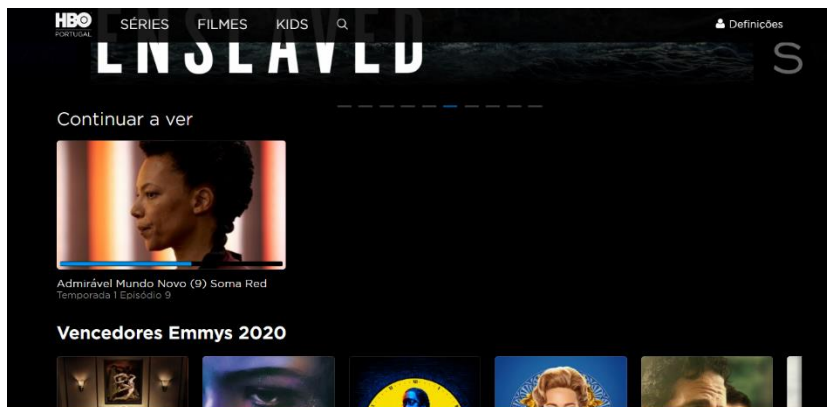 HBO
PORTUGAL
SÉRIES
FILMES
KIDS
Definições
ENSLAVED
S
Continuar a ver
Admirável Mundo Novo (9) Soma Red
Temporada 1 Episódio 9
Vencedores Emmys 2020